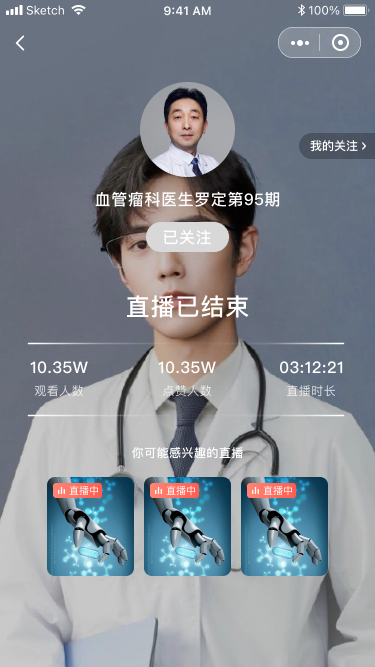 Sketch
9:41 AM
100%
我的关注
血管瘤科医生罗定第95期
已关注
直播已结束
10.35W 10.35W 03:12:21
观看人数 点赞人数 直播时长
你可能感兴趣的直播
直播中 直播中 直播中